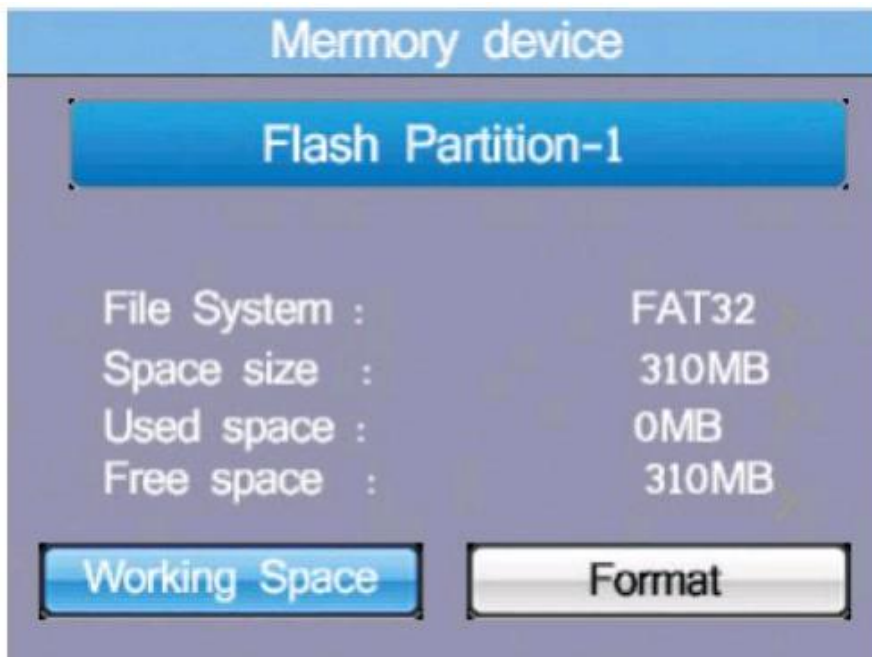 Mermory device
Flash Partition-1
File System : FAT32
Space size : 310MB
Used space : 0MB
Free space : 310MB
Working Space Format